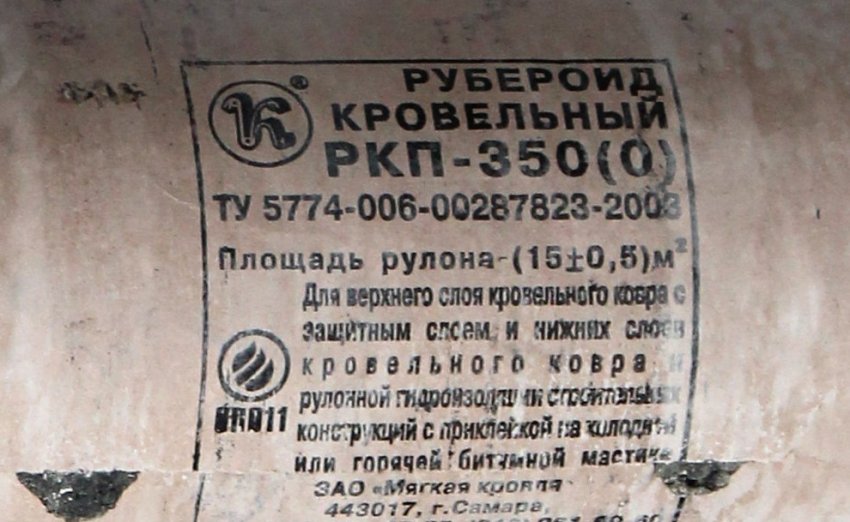 К®
РУБЕРОИД
КРОВЕЛЬНЫЙ
РКП-350(0)
ТУ 5774-006-00287823-2003
Площадь рулона-(15±0,5)м²
Для верхнего слоя кровельного ковра с
защитным слоем и нижних слоев
кровельного ковра и
рулонной гидроизоляции строительных
конструкций с приклейкой на холодной
или горячей битумной мастике
ЗАО «Мягкая кровля»
443017, г.Самара,